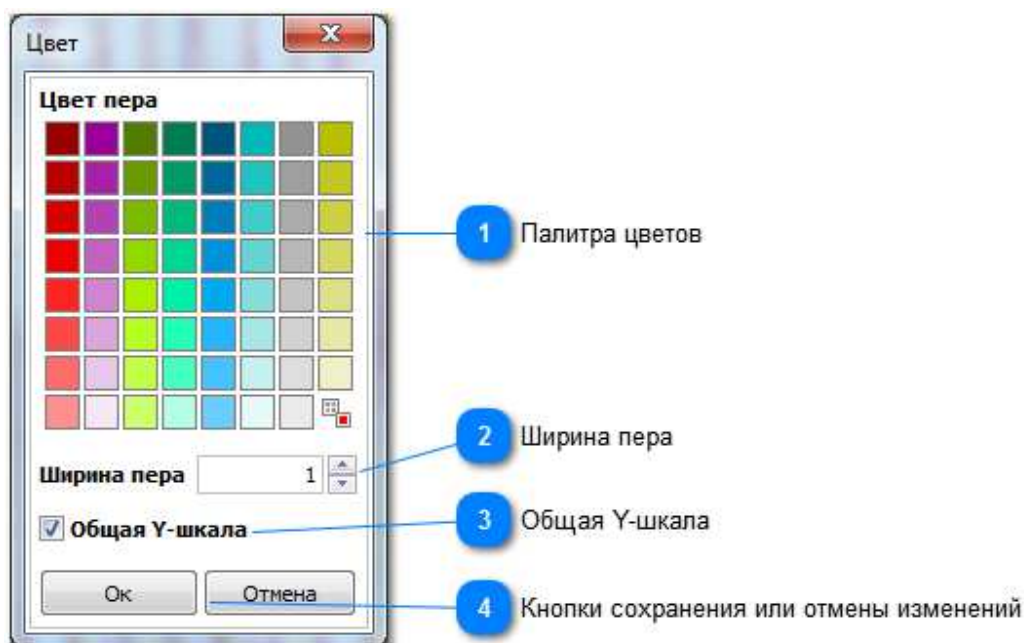 Цвет
Цвет пера
1 Палитра цветов
2 Ширина пера
Ширина пера 1
Общая Y-шкала
3 Общая Y-шкала
Ок Отмена
4 Кнопки сохранения или отмены изменений